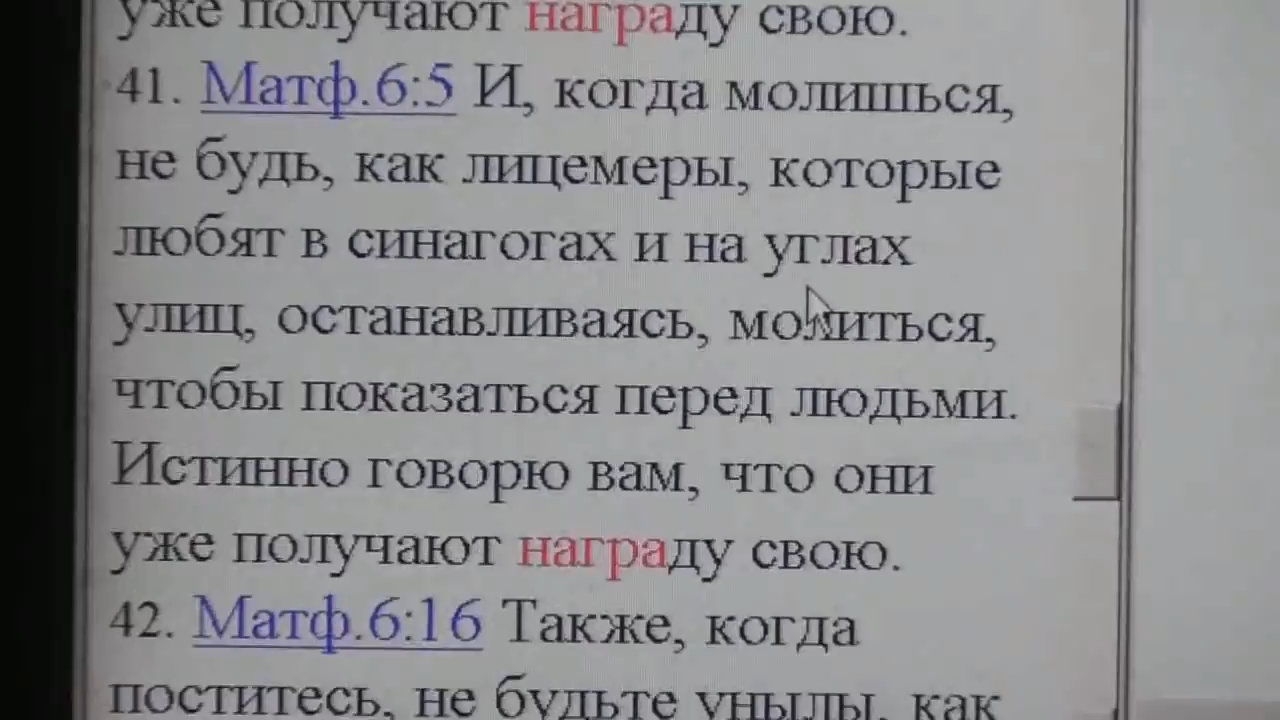 уже получают награду свою.
41. Матф.6:5 И, когда молишься,
не будь, как лицемеры, которые
любят в синагогах и на углах
улиц, останавливаясь, молиться,
чтобы показаться перед людьми.
Истинно говорю вам, что они
уже получают награду свою.
42. Матф.6:16 Также, когда
поститесь, не будьте унылы, как